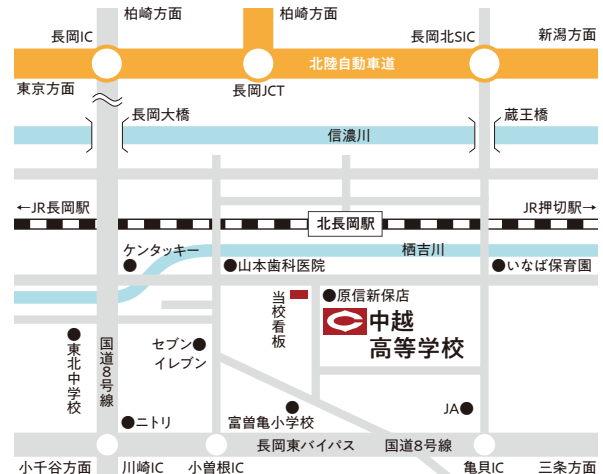 柏崎方面
柏崎方面
長岡IC
長岡北SIC
新潟方面
北陸自動車道
東京方面
長岡JCT
長岡大橋
蔵王橋
信濃川
←JR長岡駅
JR押切駅→
北長岡駅
ケンタッキー
栖吉川
山本歯科医院
いなば保育園
当校看板
原信新保店
中越
高等学校
東北中学校
国道8号線
セブン
イレブン
ニトリ
富曽亀小学校
JA
長岡東バイパス
国道8号線
小千谷方面
川崎IC
小曽根IC
亀貝IC
三条方面